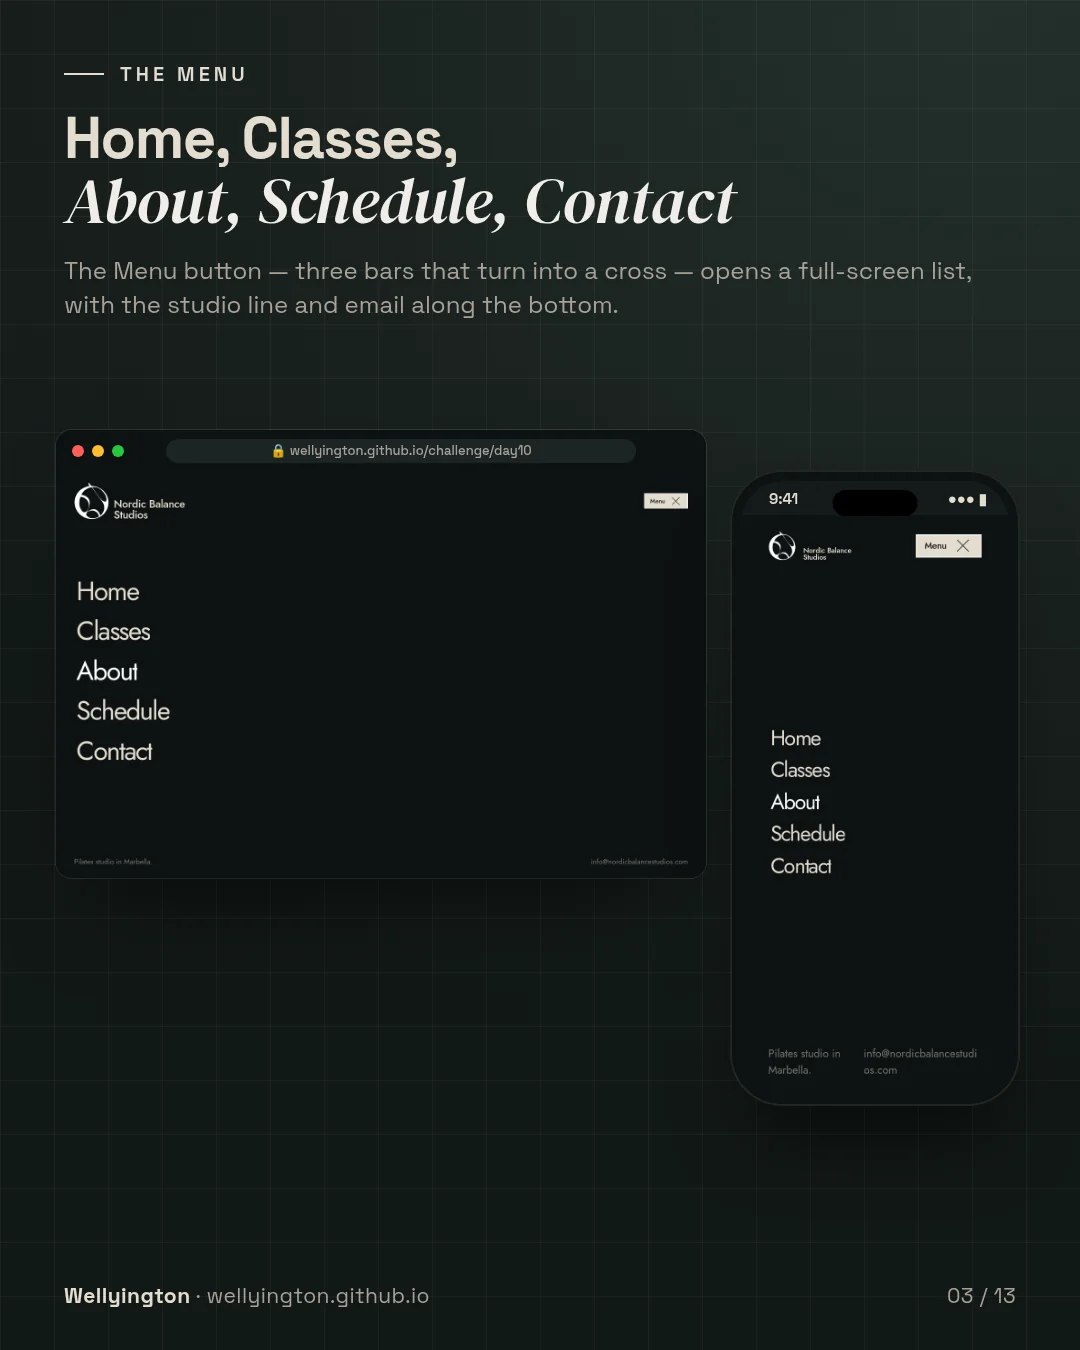 THE MENU
Home, Classes,
About, Schedule, Contact
The Menu button — three bars that turn into a cross — opens a full-screen list,
with the studio line and email along the bottom.
🔒 wellyington.github.io/challenge/day10
Nordic Balance
Studios
Menu
Home
Classes
About
Schedule
Contact
Pilates studio in Marbella.
info@nordicbalancestudios.com
9:41
Nordic Balance
Studios
Menu
Home
Classes
About
Schedule
Contact
Pilates studio in
Marbella.
info@nordicbalancestudi
os.com
Wellyington · wellyington.github.io
03 / 13